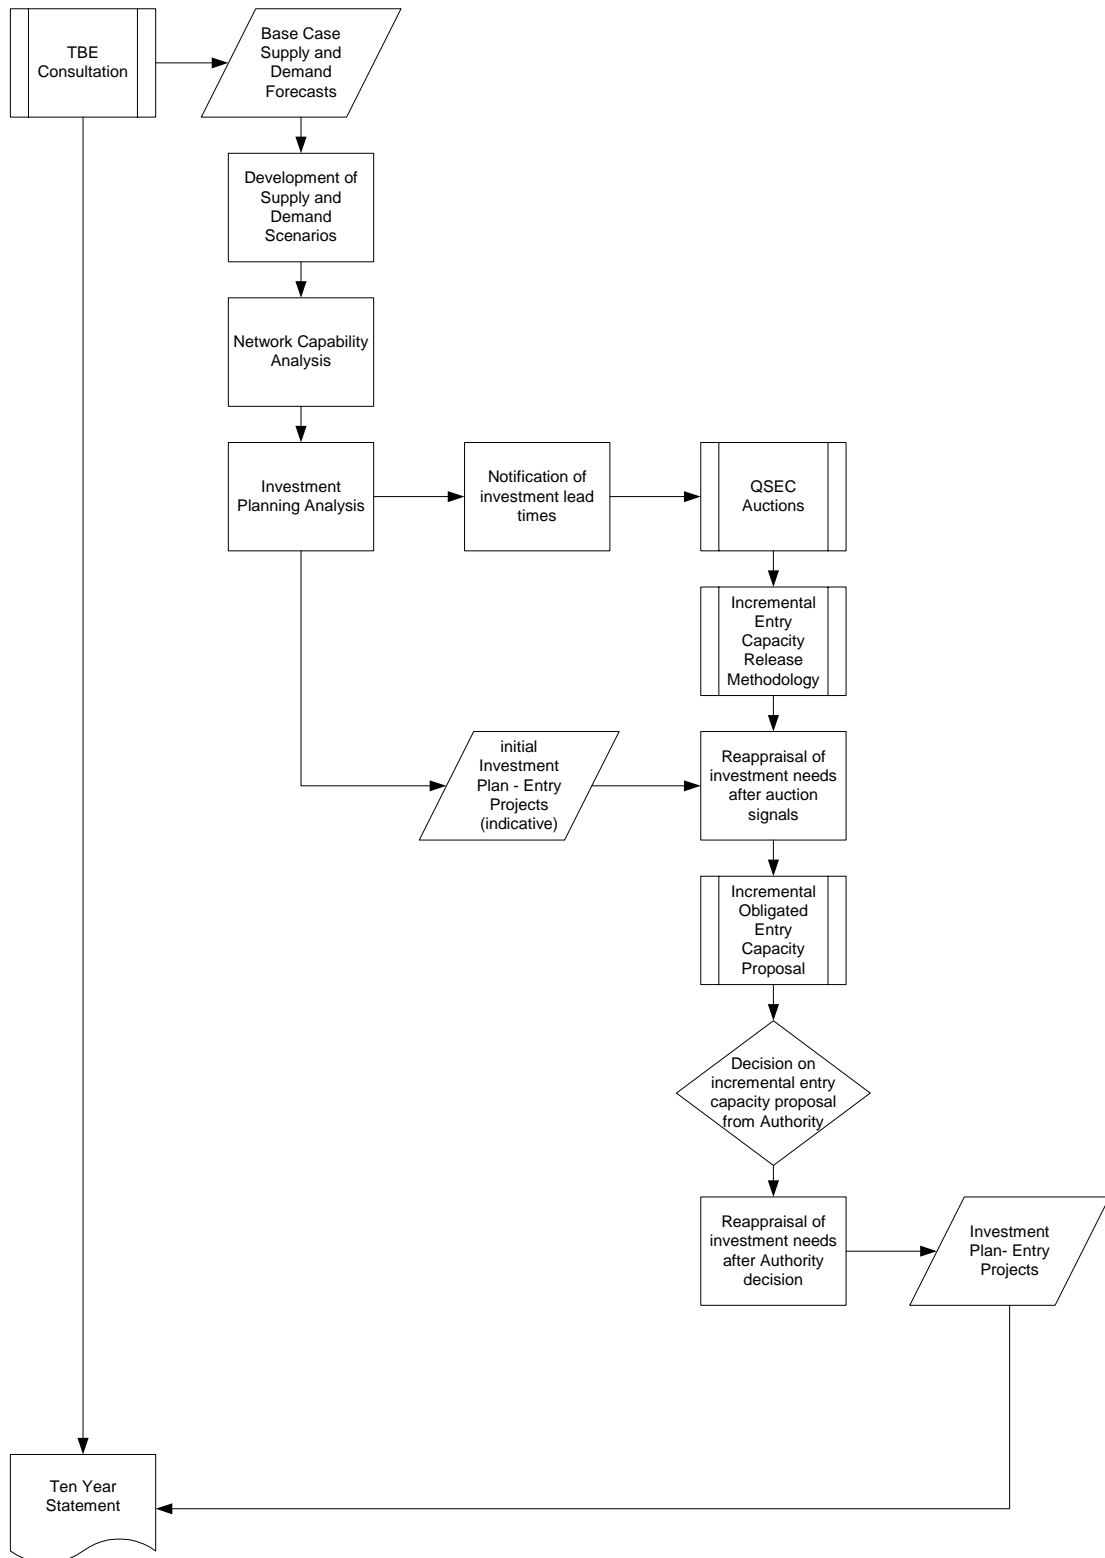 TBE
Consultation
Base Case
Supply and
Demand
Forecasts
Development of
Supply and
Demand
Scenarios
Network Capability
Analysis
Investment
Planning Analysis
Notification of
investment lead
times
QSEC
Auctions
Incremental
Entry
Capacity
Release
Methodology
initial
Investment
Plan - Entry
Projects
(indicative)
Reappraisal of
investment needs
after auction
signals
Incremental
Obligated
Entry
Capacity
Proposal
Decision on
incremental entry
capacity proposal
from Authority
Reappraisal of
investment needs
after Authority
decision
Investment
Plan- Entry
Projects
Ten Year
Statement